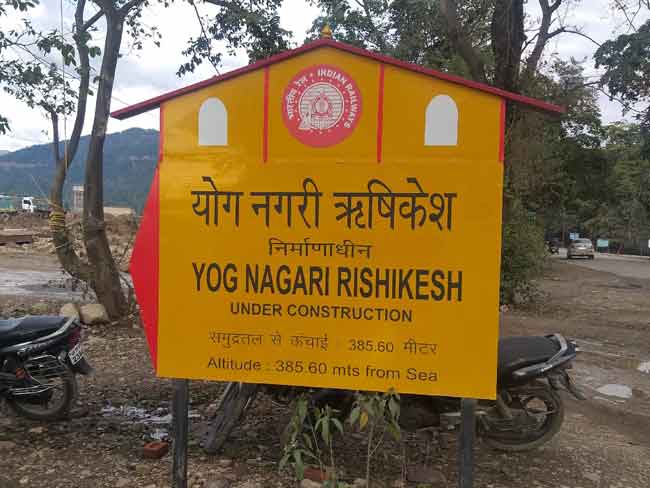 भारतीय रेल INDIAN RAILWAYS
योग नगरी ऋषिकेश
निर्माणाधीन
YOG NAGARI RISHIKESH
UNDER CONSTRUCTION
समुद्रतल से ऊंचाई : 385.60 मीटर
Altitude : 385.60 mts from Sea